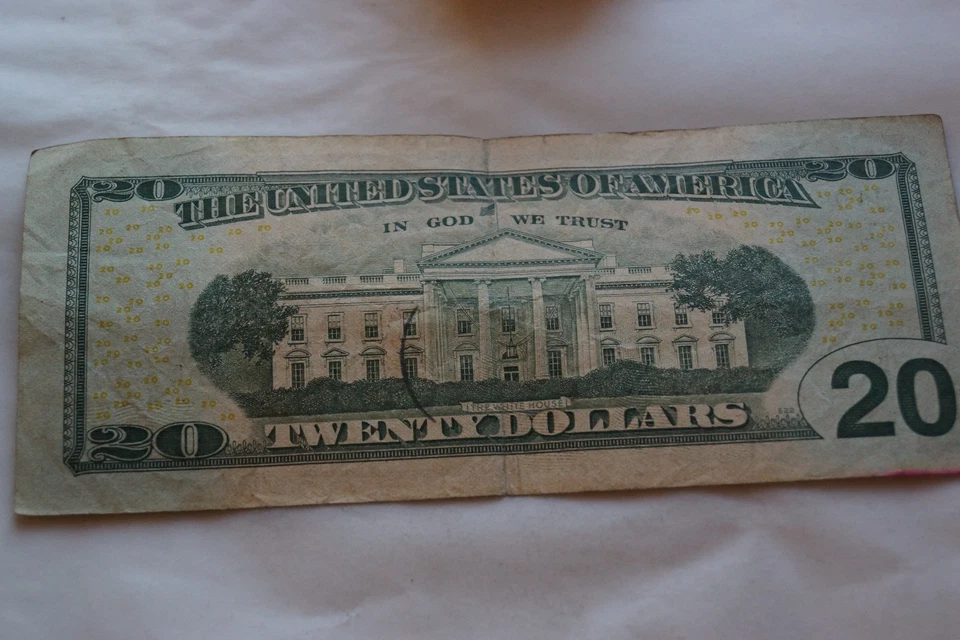 20 THE UNITED STATES OF AMERICA 20
IN GOD WE TRUST
THE WHITE HOUSE
20 TWENTY DOLLARS
20